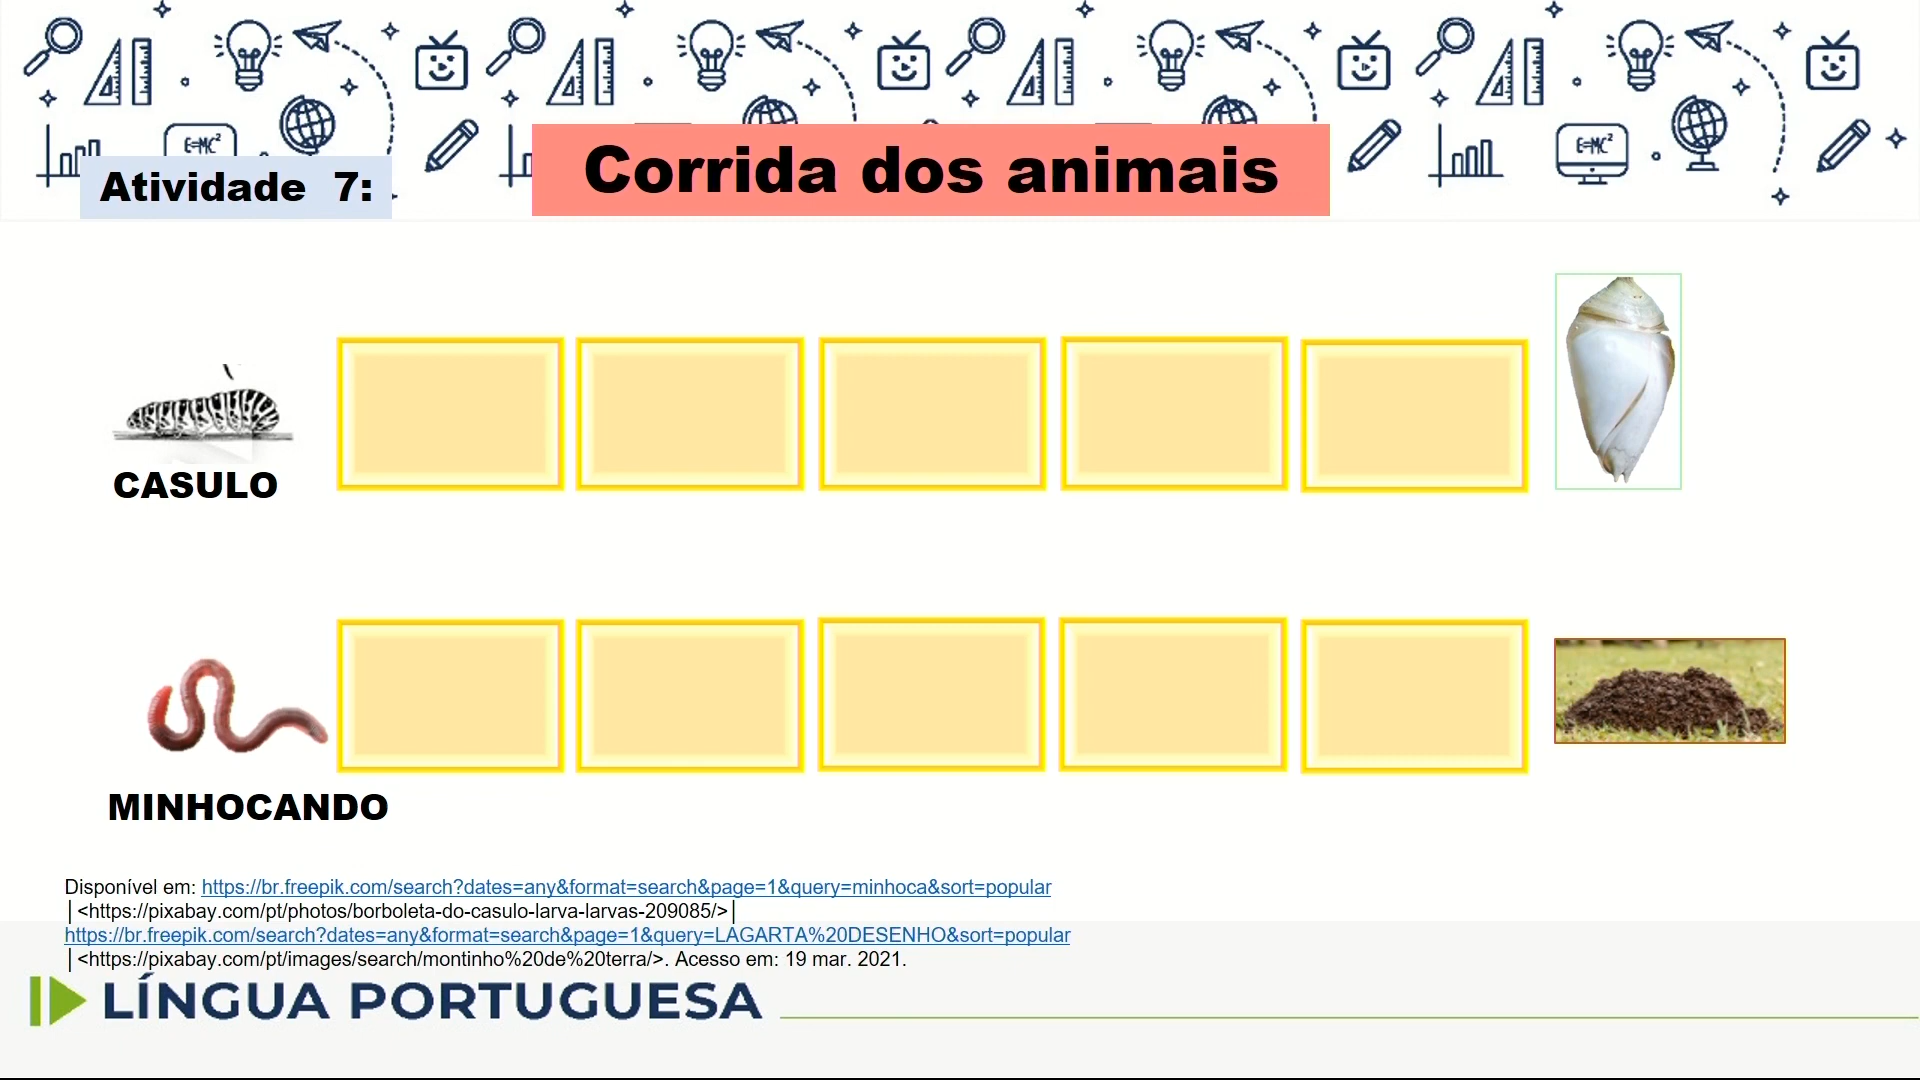 E=MC²
E=MC²
Atividade 7:
Corrida dos animais
CASULO
MINHOCANDO
Disponível em: https://br.freepik.com/search?dates=any&format=search&page=1&query=minhoca&sort=popular
|<https://pixabay.com/pt/photos/borboleta-do-casulo-larva-larvas-209085/>|
https://br.freepik.com/search?dates=any&format=search&page=1&query=LAGARTA%20DESENHO&sort=popular
|<https://pixabay.com/pt/images/search/montinho%20de%20terra/>. Acesso em: 19 mar. 2021.
LÍNGUA PORTUGUESA